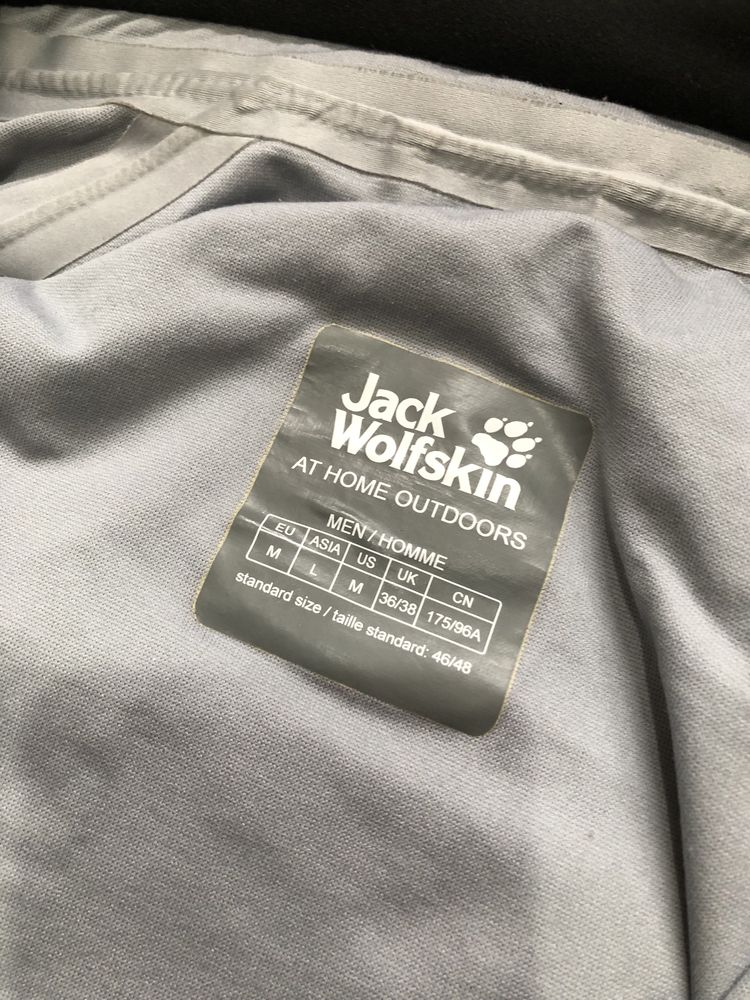 Jack
Wolfskin
AT HOME OUTDOORS
MEN / HOMME
EU ASIA US UK CN
M L M 36/38 175/96A
standard size / taille standard: 46/48